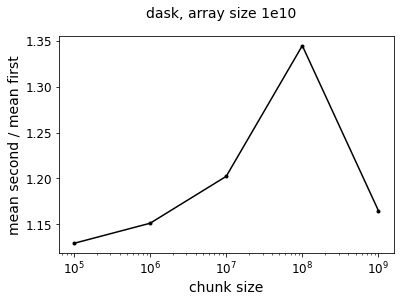 dask, array size 1e10
mean second / mean first
1.35
1.30
1.25
1.20
1.15
10^5 10^6 10^7 10^8 10^9
chunk size